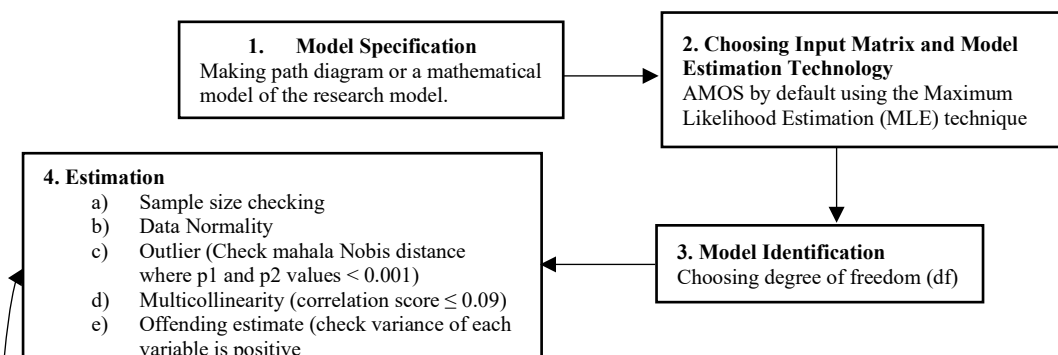 1. Model Specification
Making path diagram or a mathematical
model of the research model.
2. Choosing Input Matrix and Model
Estimation Technology
AMOS by default using the Maximum
Likelihood Estimation (MLE) technique
3. Model Identification
Choosing degree of freedom (df)
4. Estimation
a) Sample size checking
b) Data Normality
c) Outlier (Check mahala Nobis distance
where p1 and p2 values < 0.001)
d) Multicollinearity (correlation score ≤ 0.09)
e) Offending estimate (check variance of each
variable is positive